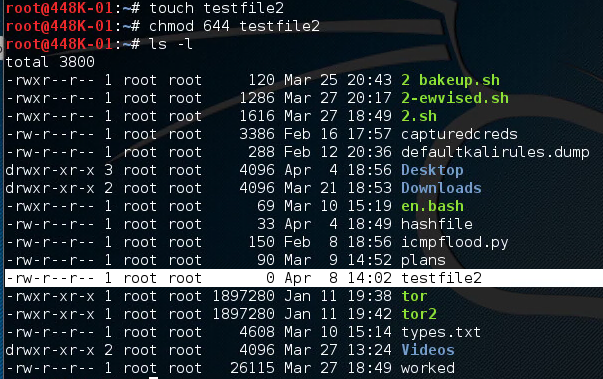 root@448K-01:~# touch testfile2
root@448K-01:~# chmod 644 testfile2
root@448K-01:~# ls -l
total 3800
-rwxr--r-- 1 root root     120 Mar 25 20:43 2 bakeup.sh
-rwxr--r-- 1 root root    1286 Mar 27 20:17 2-ewvised.sh
-rwxr--r-- 1 root root    1616 Mar 27 18:49 2.sh
-rw-r--r-- 1 root root    3386 Feb 16 17:57 capturedcreds
-rw-r--r-- 1 root root     288 Feb 12 20:36 defaultkalirules.dump
drwxr-xr-x 3 root root    4096 Apr  4 18:56 Desktop
drwxr-xr-x 2 root root    4096 Mar 21 18:53 Downloads
-rwxr--r-- 1 root root      69 Mar 10 15:19 en.bash
-rw-r--r-- 1 root root      33 Apr  4 18:49 hashfile
-rw-r--r-- 1 root root     150 Feb  8 18:56 icmpflood.py
-rw-r--r-- 1 root root      90 Mar  9 14:52 plans
-rw-r--r-- 1 root root       0 Apr  8 14:02 testfile2
-rwxr-xr-x 1 root root 1897280 Jan 11 19:38 tor
-rwxr-xr-x 1 root root 1897280 Jan 11 19:42 tor2
-rw-r--r-- 1 root root    4608 Mar 10 15:14 types.txt
drwxr-xr-x 2 root root    4096 Mar 27 13:24 Videos
-rw-r--r-- 1 root root   26115 Mar 27 18:49 worked